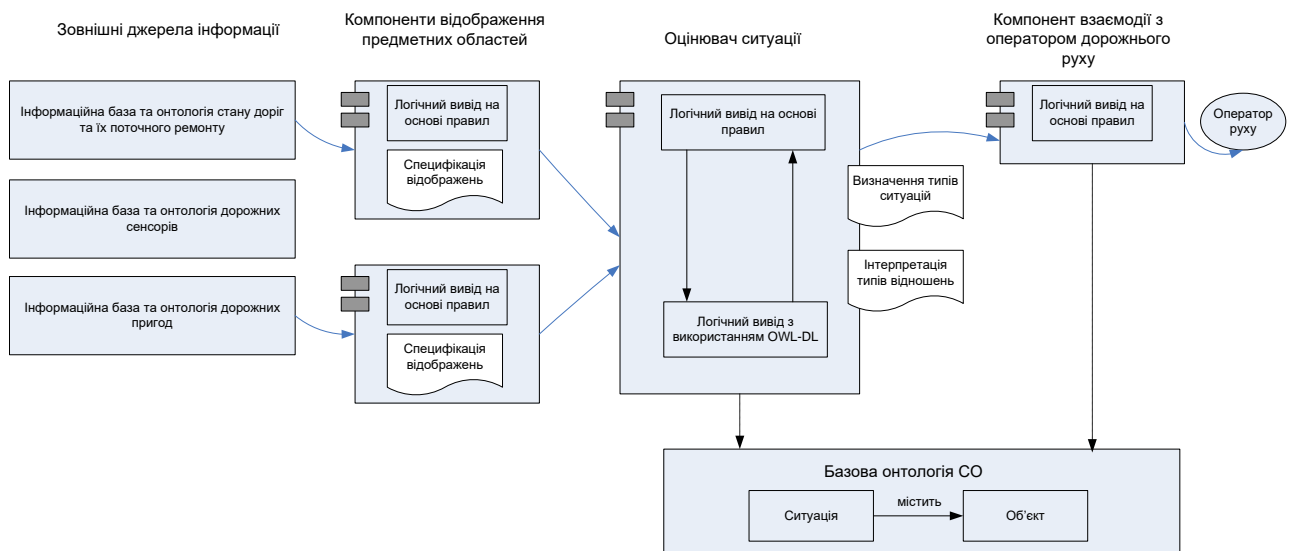 Зовнішні джерела інформації
Компоненти відображення
предметних областей
Оцінювач ситуації
Компонент взаємодії з
оператором дорожнього
руху
Інформаційна база та онтологія стану доріг
та їх поточного ремонту
Інформаційна база та онтологія дорожних
сенсорів
Інформаційна база та онтологія дорожних
пригод
Логічний вивід на
основі правил
Специфікація
відображень
Логічний вивід на
основі правил
Специфікація
відображень
Логічний вивід на основі
правил
Логічний вивід з
використанням OWL-DL
Визначення типів
ситуацій
Інтерпретація
типів відношень
Логічний вивід на
основі правил
Оператор
руху
Базова онтологія СО
Ситуація
містить
Об’єкт